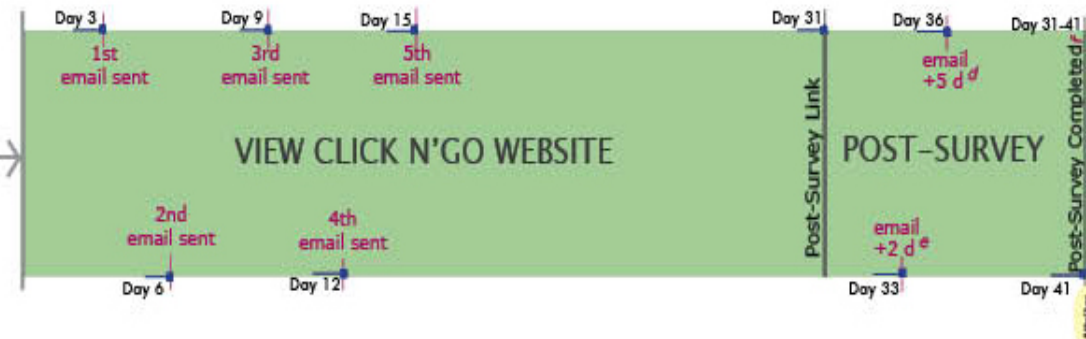 Day 3
Day 9
Day 15
Day 31
Day 36
Day 31-41
1st
email sent
3rd
email sent
5th
email sent
email
+5 d d
VIEW CLICK N'GO WEBSITE
Post-Survey Link
POST-SURVEY
Post-Survey Completed f
2nd
email sent
4th
email sent
email
+2 d e
Day 6
Day 12
Day 33
Day 41